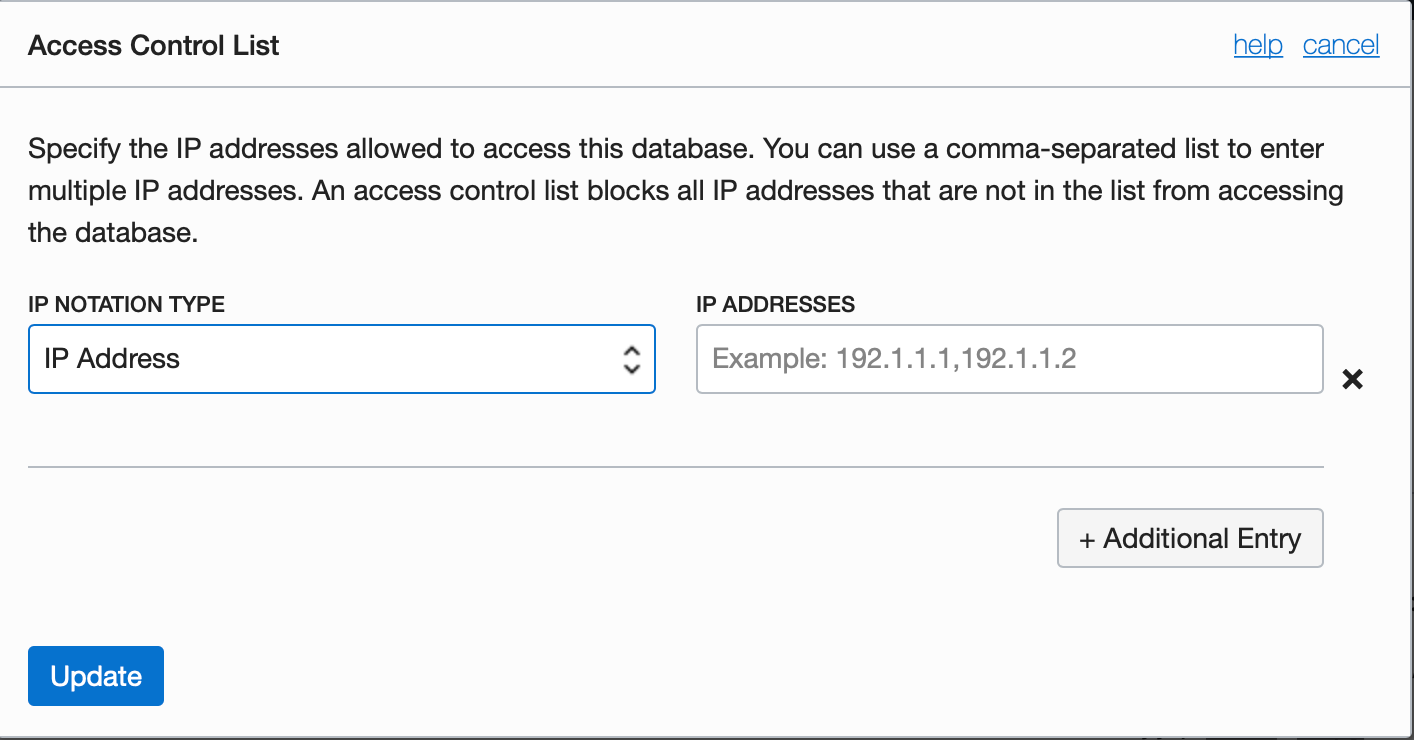 Access Control List
help cancel
Specify the IP addresses allowed to access this database. You can use a comma-separated list to enter
multiple IP addresses. An access control list blocks all IP addresses that are not in the list from accessing
the database.
IP NOTATION TYPE
IP ADDRESSES
IP Address
Example: 192.1.1.1,192.1.1.2
+ Additional Entry
Update